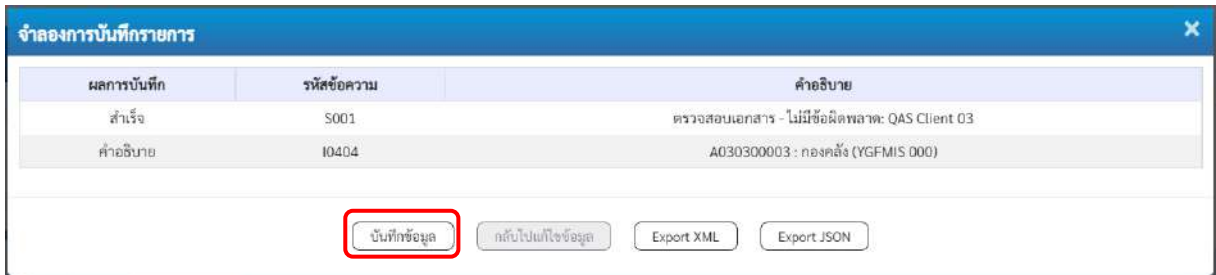 จำลองการบันทึกรายการ ×
ผลการบันทึก รหัสข้อความ คำอธิบาย
สำเร็จ S001 ตรวจสอบเอกสาร - ไม่มีข้อผิดพลาด: QAS Client 03
คำอธิบาย I0404 A030300003 : กองคลัง (YGFMIS 000)
บันทึกข้อมูล กลับไปแก้ไขข้อมูล Export XML Export JSON